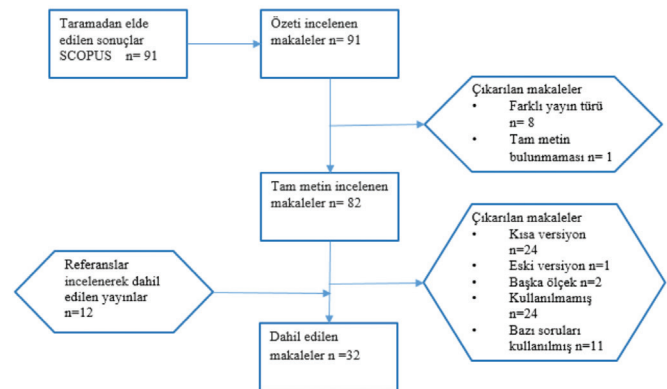 Taramadan elde
edilen sonuçlar
SCOPUS n= 91
Özeti incelenen
makaleler n= 91
Çıkarılan makaleler
• Farklı yayın türü
n= 8
• Tam metin
bulunmaması n= 1
Tam metin incelenen
makaleler n= 82
Çıkarılan makaleler
• Kısa versiyon
n=24
• Eski versiyon n=1
• Başka ölçek n=2
• Kullanılmamış
n=24
• Bazı soruları
kullanılmış n=11
Referanslar
incelenerek dahil
edilen yayınlar
n=12
Dahil edilen
makaleler n =32